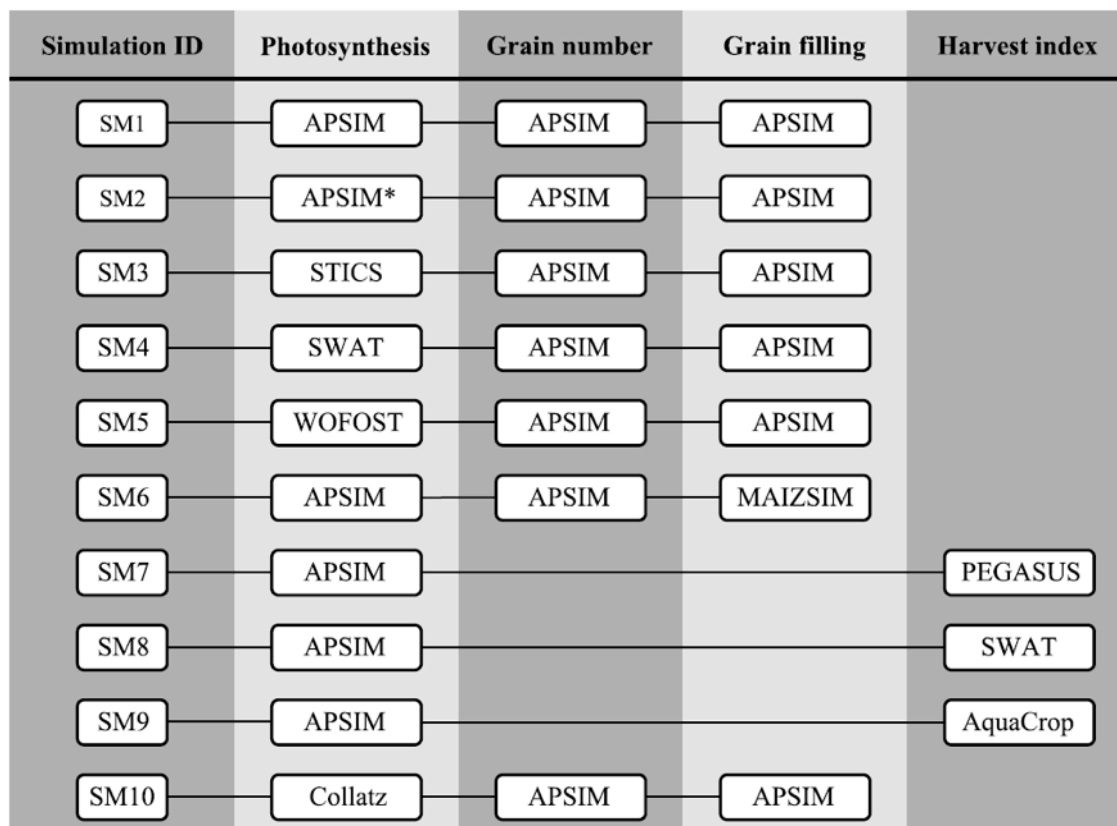 Simulation ID Photosynthesis Grain number Grain filling Harvest index
SM1 APSIM APSIM APSIM
SM2 APSIM* APSIM APSIM
SM3 STICS APSIM APSIM
SM4 SWAT APSIM APSIM
SM5 WOFOST APSIM APSIM
SM6 APSIM APSIM MAIZSIM
SM7 APSIM PEGASUS
SM8 APSIM SWAT
SM9 APSIM AquaCrop
SM10 Collatz APSIM APSIM